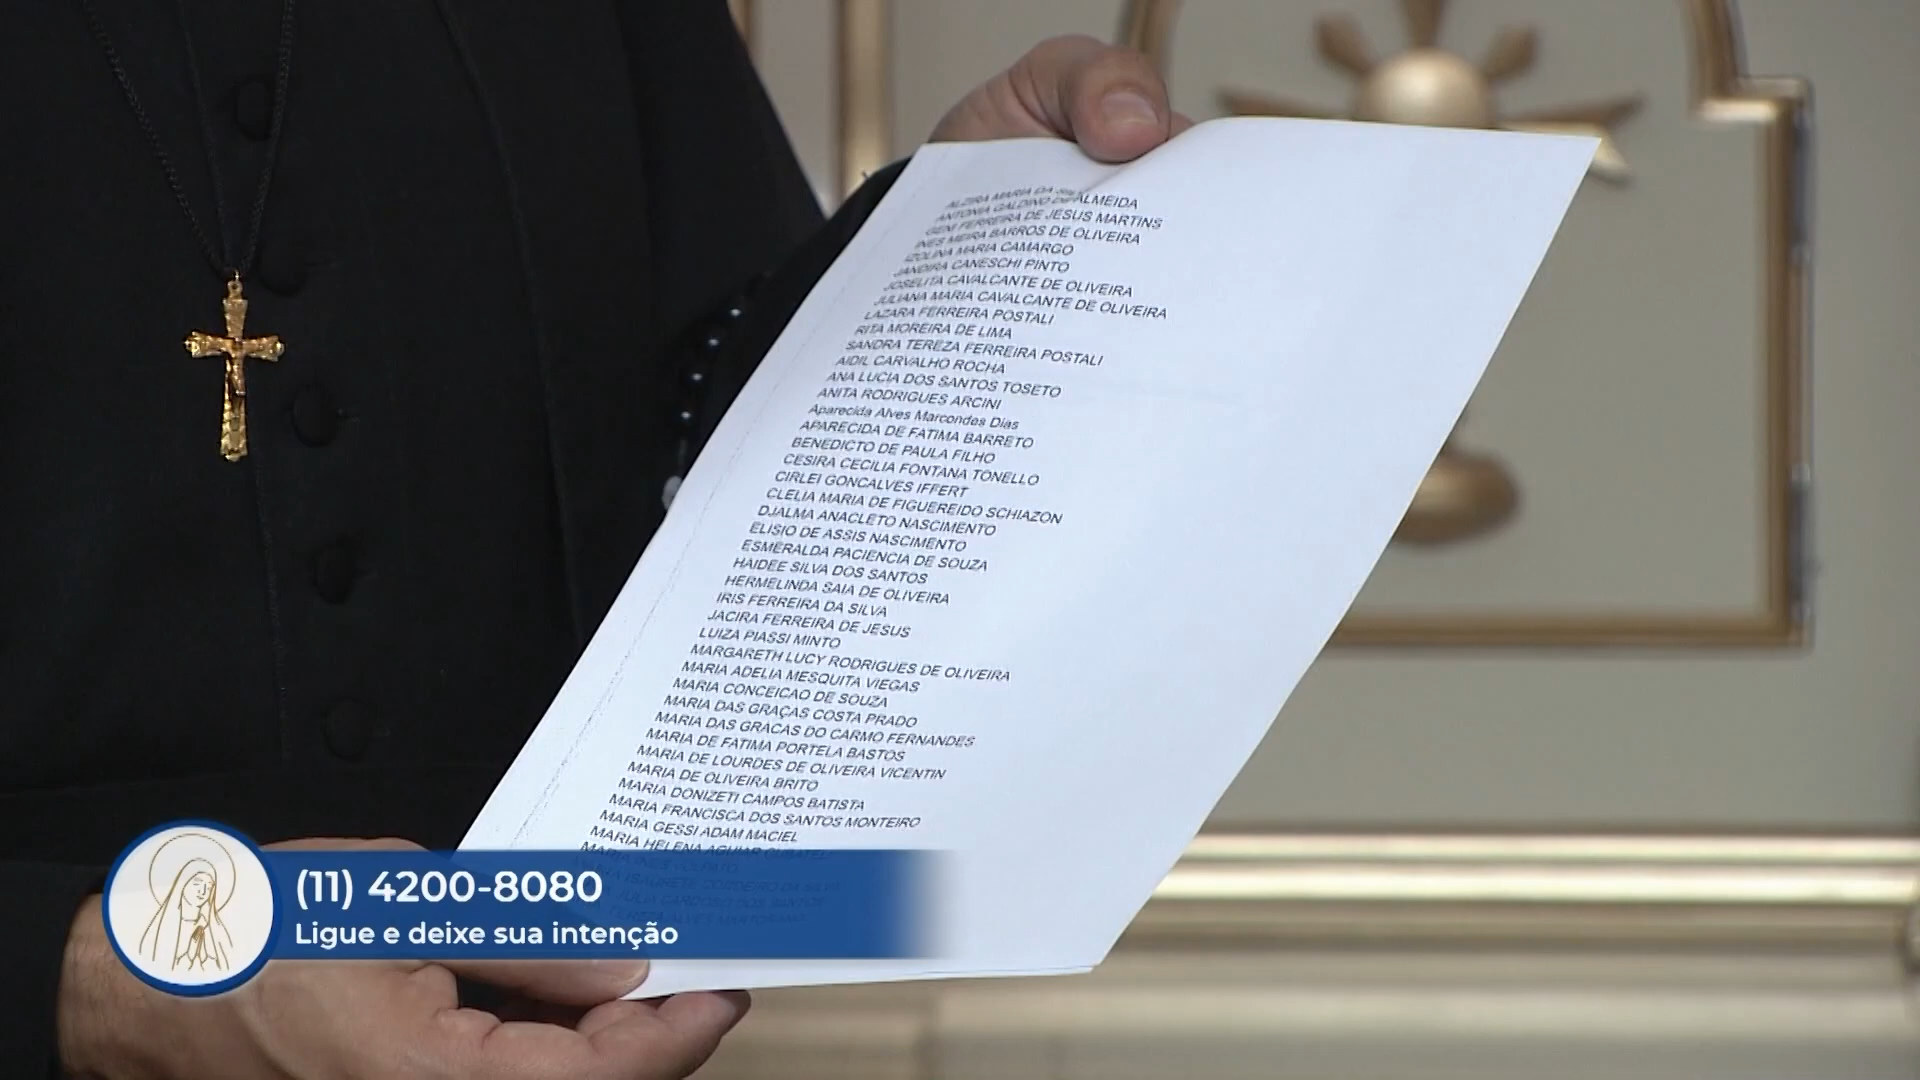 ALZIRA MARIA DA ALMEIDA
ANTONIA GALDINO
GENI FERREIRA DE JESUS MARTINS
INES MEIRA BARROS DE OLIVEIRA
IZOLINA MARIA CAMARGO
JANDIRA CANESCHI PINTO
JOSELITA CAVALCANTE DE OLIVEIRA
JULIANA MARIA CAVALCANTE DE OLIVEIRA
LAZARA FERREIRA POSTALI
RITA MOREIRA DE LIMA
SANDRA TEREZA FERREIRA POSTALI
AIDIL CARVALHO ROCHA
ANA LUCIA DOS SANTOS TOSETO
ANITA RODRIGUES ARCINI
Aparecida Alves Marcondes Dias
APARECIDA DE FATIMA BARRETO
BENEDICTO DE PAULA FILHO
CESIRA CECILIA FONTANA TONELLO
CIRLEI GONCALVES IFFERT
CLELIA MARIA DE FIGUEREIDO SCHIAZON
DJALMA ANACLETO NASCIMENTO
ELISIO DE ASSIS NASCIMENTO
ESMERALDA PACIENCIA DE SOUZA
HAIDEE SILVA DOS SANTOS
HERMELINDA SAIA DE OLIVEIRA
IRIS FERREIRA DA SILVA
JACIRA FERREIRA DE JESUS
LUIZA PIASSI MINTO
MARGARETH LUCY RODRIGUES DE OLIVEIRA
MARIA ADELIA MESQUITA VIEGAS
MARIA CONCEICAO DE SOUZA
MARIA DAS GRAÇAS COSTA PRADO
MARIA DAS GRACAS DO CARMO FERNANDES
MARIA DE FATIMA PORTELA BASTOS
MARIA DE LOURDES DE OLIVEIRA VICENTIN
MARIA DE OLIVEIRA BRITO
MARIA DONIZETI CAMPOS BATISTA
MARIA FRANCISCA DOS SANTOS MONTEIRO
MARIA GESSI ADAM MACIEL
MARIA HELENA AGUIAR
MARIA INES
(11) 4200-8080
Ligue e deixe sua intenção